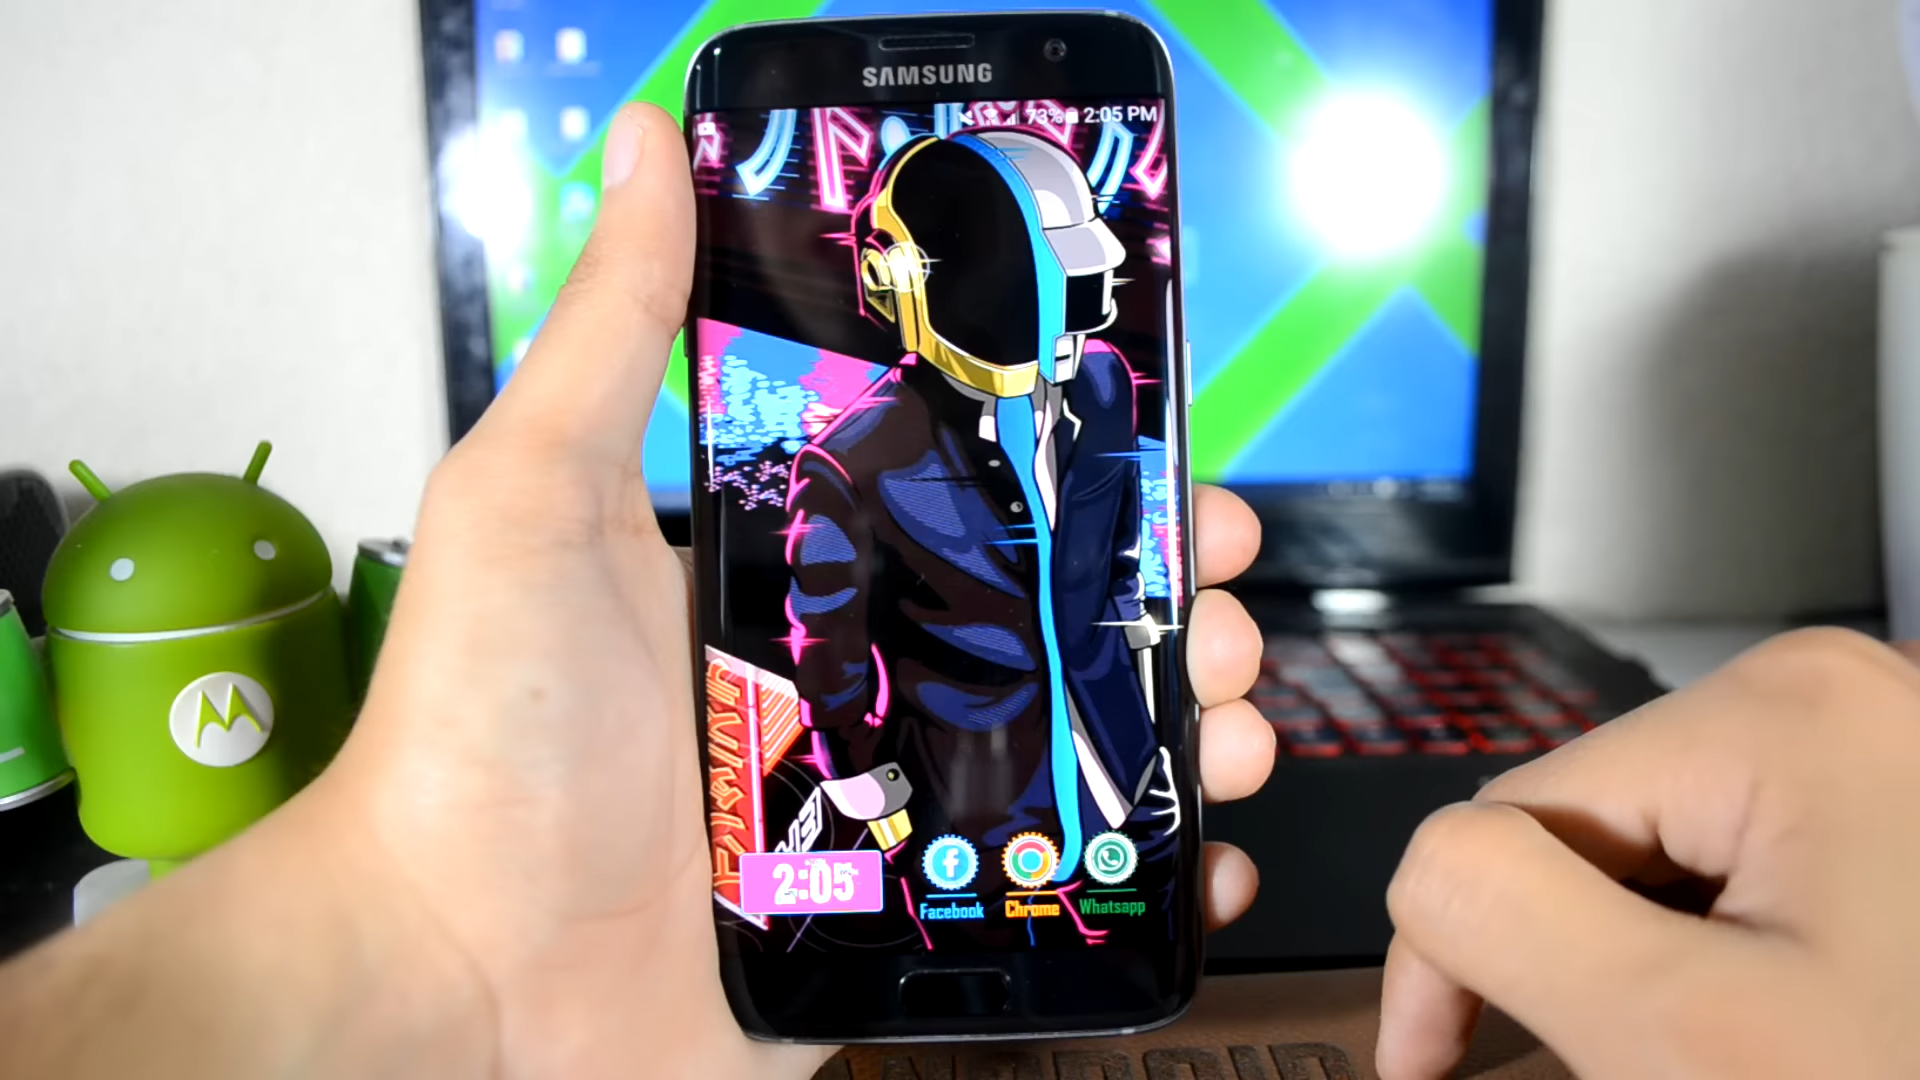 SAMSUNG
73% 2:05 PM
2:05
Facebook
Chrome
Whatsapp